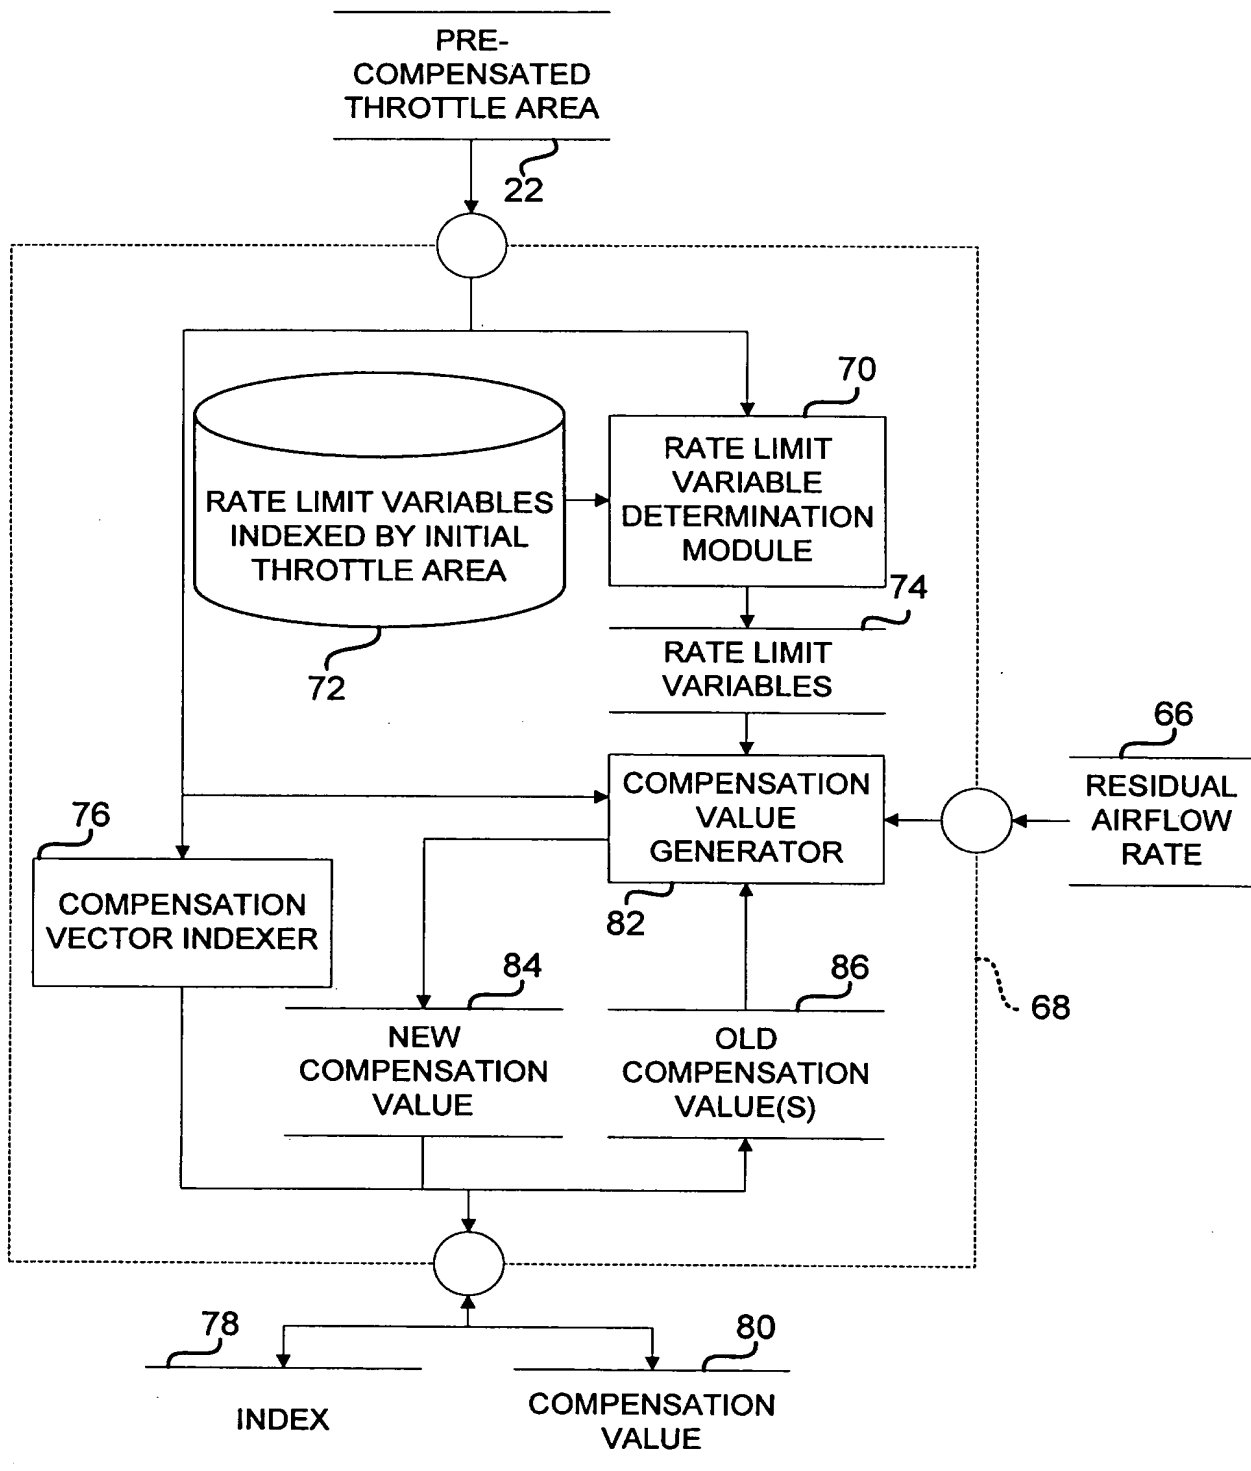 PRE-
COMPENSATED
THROTTLE AREA
22
70
RATE LIMIT
VARIABLE
DETERMINATION
MODULE
RATE LIMIT VARIABLES
INDEXED BY INITIAL
THROTTLE AREA
72
74
RATE LIMIT
VARIABLES
66
RESIDUAL
AIRFLOW
RATE
COMPENSATION
VALUE
GENERATOR
82
76
COMPENSATION
VECTOR INDEXER
84
NEW
COMPENSATION
VALUE
86
OLD
COMPENSATION
VALUE(S)
68
78
INDEX
80
COMPENSATION
VALUE